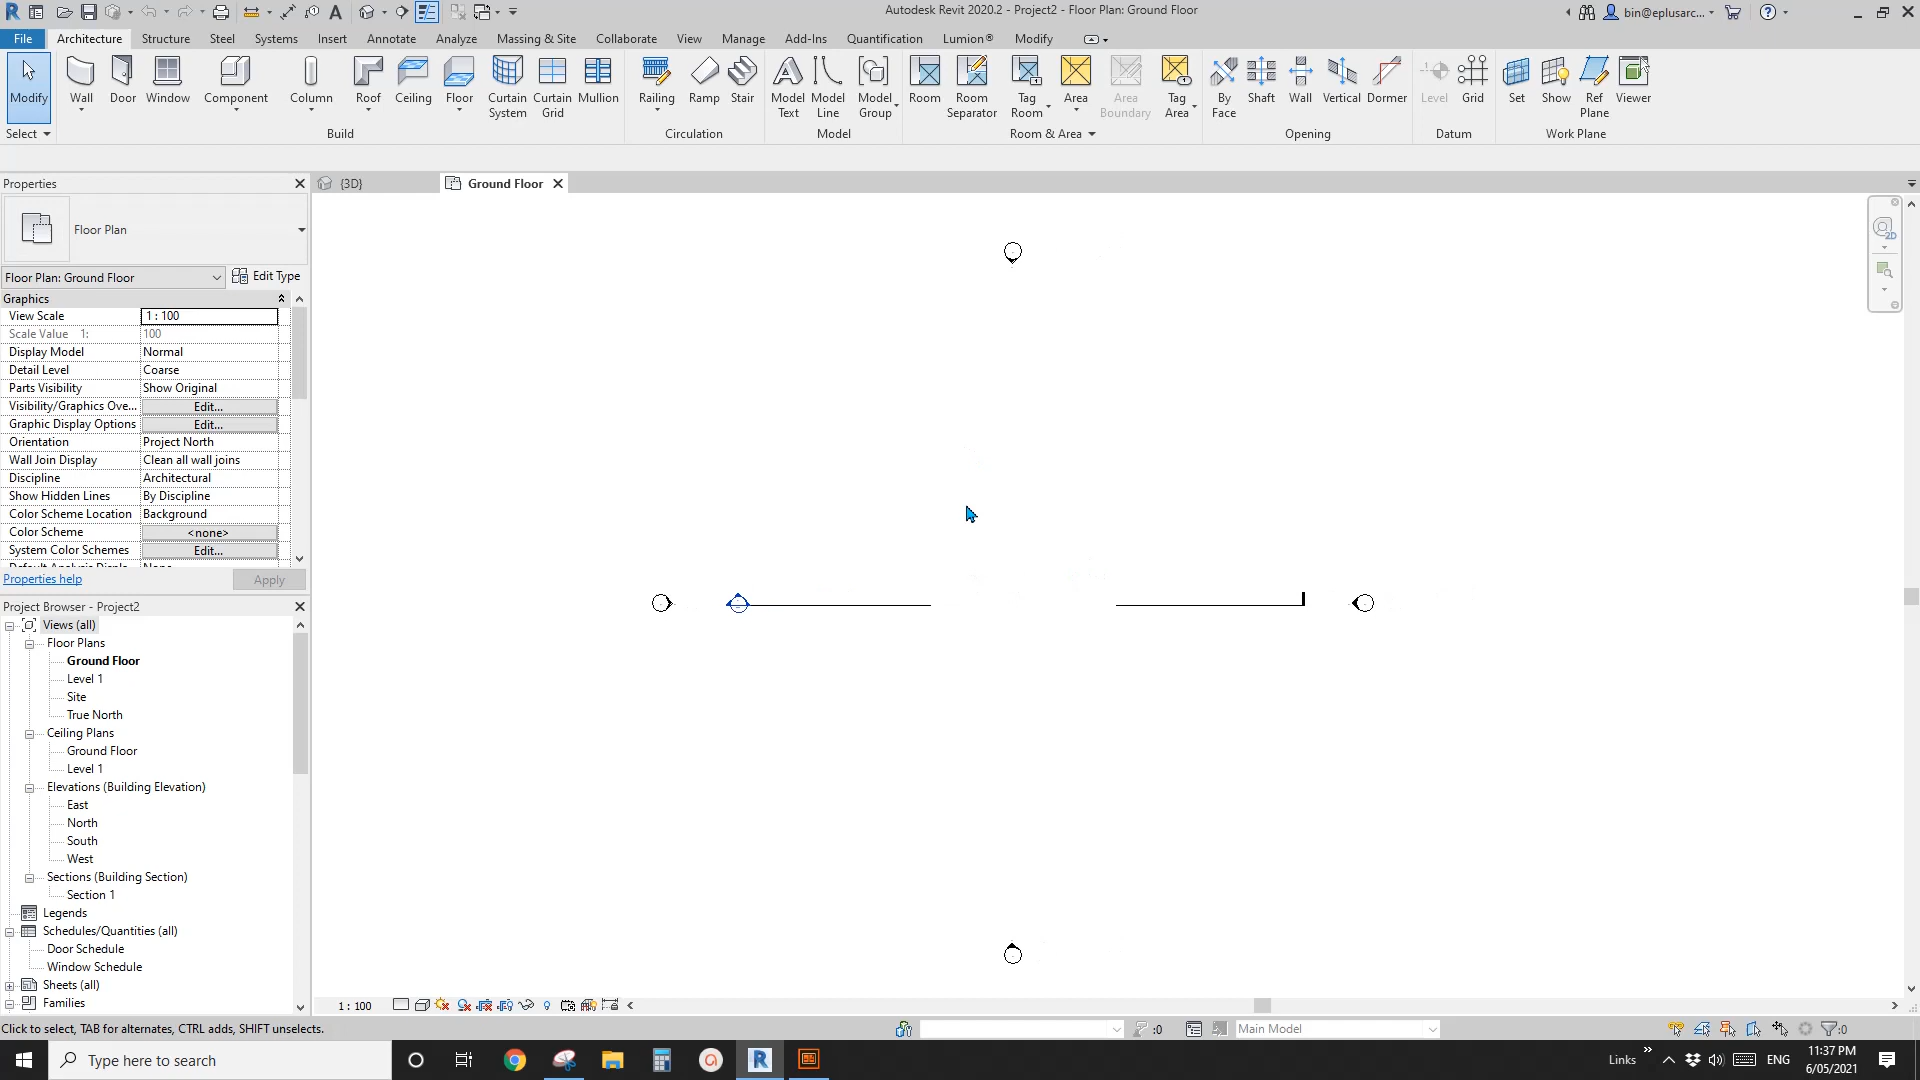 Autodesk Revit 2020.2 - Project2 - Floor Plan: Ground Floor
bin@eplusarc...
File Architecture Structure Steel Systems Insert Annotate Analyze Massing & Site Collaborate View Manage Add-Ins Quantification Lumion® Modify
Modify Wall Door Window Component Column Roof Ceiling Floor Curtain System Curtain Grid Mullion Railing Ramp Stair Model Text Model Line Model Group Room Room Separator Tag Room Area Area Boundary Tag Area By Face Shaft Wall Vertical Dormer Level Grid Set Show Ref Plane Viewer
Select Build Circulation Model Room & Area Opening Datum Work Plane
Properties
{3D}
Ground Floor
Floor Plan
Floor Plan: Ground Floor Edit Type
Graphics
View Scale 1 : 100
Scale Value 1: 100
Display Model Normal
Detail Level Coarse
Parts Visibility Show Original
Visibility/Graphics Ove... Edit...
Graphic Display Options Edit...
Orientation Project North
Wall Join Display Clean all wall joins
Discipline Architectural
Show Hidden Lines By Discipline
Color Scheme Location Background
Color Scheme <none>
System Color Schemes Edit...
Properties help Apply
Project Browser - Project2
Views (all)
Floor Plans
Ground Floor
Level 1
Site
True North
Ceiling Plans
Ground Floor
Level 1
Elevations (Building Elevation)
East
North
South
West
Sections (Building Section)
Section 1
Legends
Schedules/Quantities (all)
Door Schedule
Window Schedule
Sheets (all)
Families
1 : 100
Click to select, TAB for alternates, CTRL adds, SHIFT unselects.
:0
Main Model
:0
Type here to search
Links
ENG
11:37 PM
6/05/2021